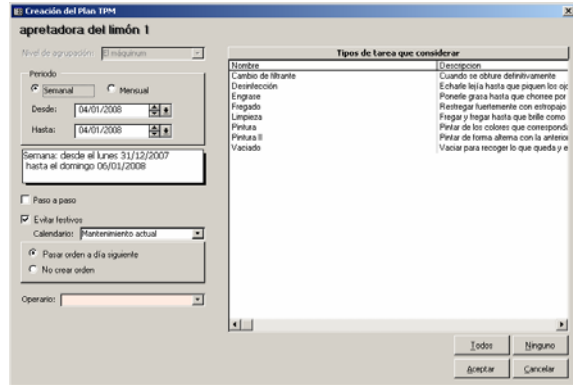 Creación del Plan TPM
apretadora del limón 1
Nivel de agrupación: El máquinum
Periodo
Semanal Mensual
Desde: 04/01/2008
Hasta: 04/01/2008
Semana: desde el lunes 31/12/2007
hasta el domingo 06/01/2008
Paso a paso
Evitar festivos
Calendario: Mantenimiento actual
Pasar orden a día siguiente
No crear orden
Operario:
Tipos de tarea que considerar
Nombre Descripcion
Cambio de filtrante Cuando se obture definitivamente
Desinfección Echarle lejía hasta que piquen los ojo
Engrase Ponerle grasa hasta que chorree por
Fregado Restregar fuertemente con estropajo
Limpieza Fregar y fregar hasta que brille como
Pintura Pintar de los colores que correspondi
Pintura II Pintar de forma alterna con la anterior
Vaciado Vaciar para recoger lo que queda y e
Todos Ninguno
Aceptar Cancelar